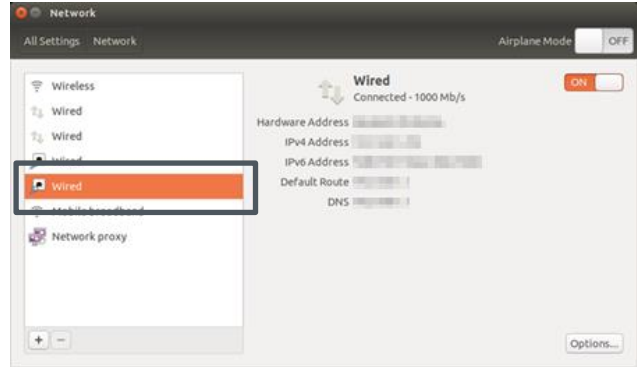 Network
All Settings Network
Airplane Mode OFF
Wireless
Wired
Wired
Wired
Network proxy
+ -
Wired
Connected - 1000 Mb/s
ON
Hardware Address
IPv4 Address
IPv6 Address
Default Route
DNS
Options...